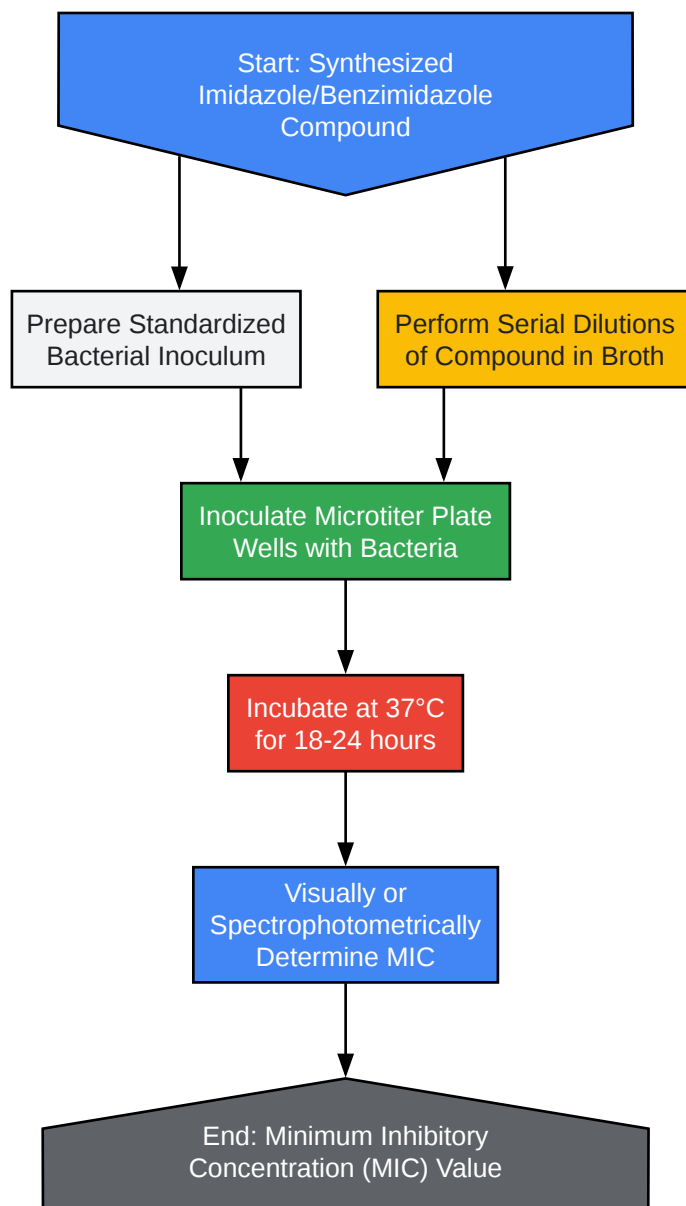 Start: Synthesized
Imidazole/Benzimidazole
Compound
Prepare Standardized
Bacterial Inoculum
Perform Serial Dilutions
of Compound in Broth
Inoculate Microtiter Plate
Wells with Bacteria
Incubate at 37°C
for 18-24 hours
Visually or
Spectrophotometrically
Determine MIC
End: Minimum Inhibitory
Concentration (MIC) Value